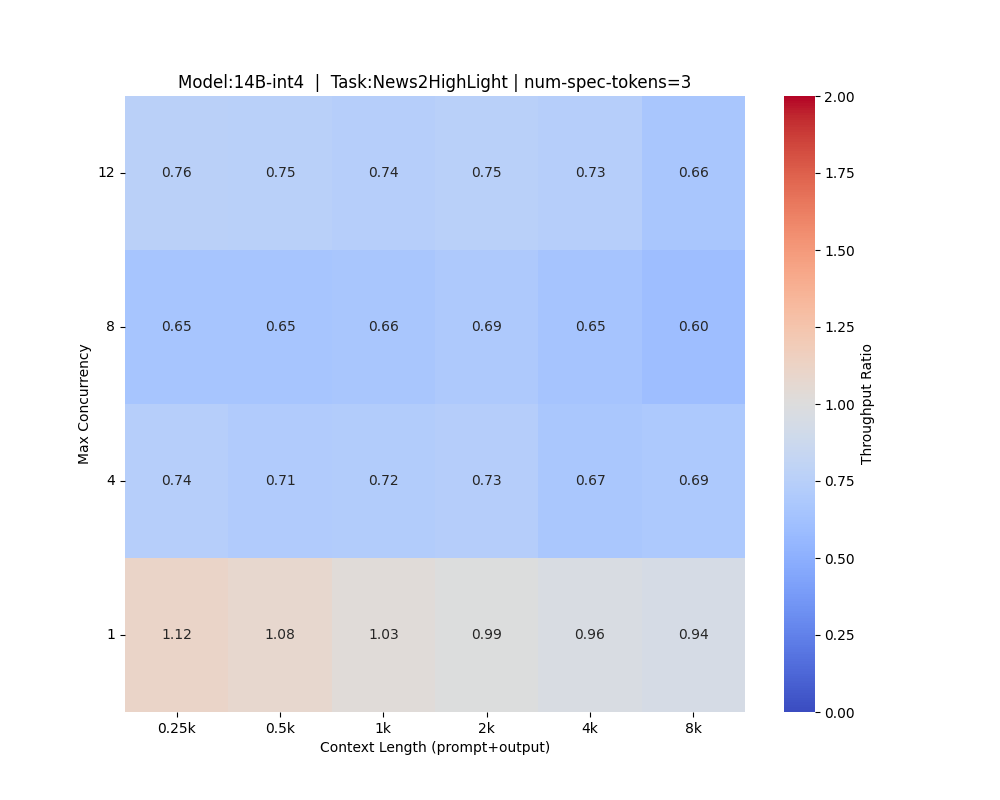 Model:14B-int4 | Task:News2HighLight | num-spec-tokens=3
Max Concurrency
12 0.76 0.75 0.74 0.75 0.73 0.66
8 0.65 0.65 0.66 0.69 0.65 0.60
4 0.74 0.71 0.72 0.73 0.67 0.69
1 1.12 1.08 1.03 0.99 0.96 0.94
0.25k 0.5k 1k 2k 4k 8k
Context Length (prompt+output)
2.00
1.75
1.50
1.25
1.00
0.75
0.50
0.25
0.00
Throughput Ratio